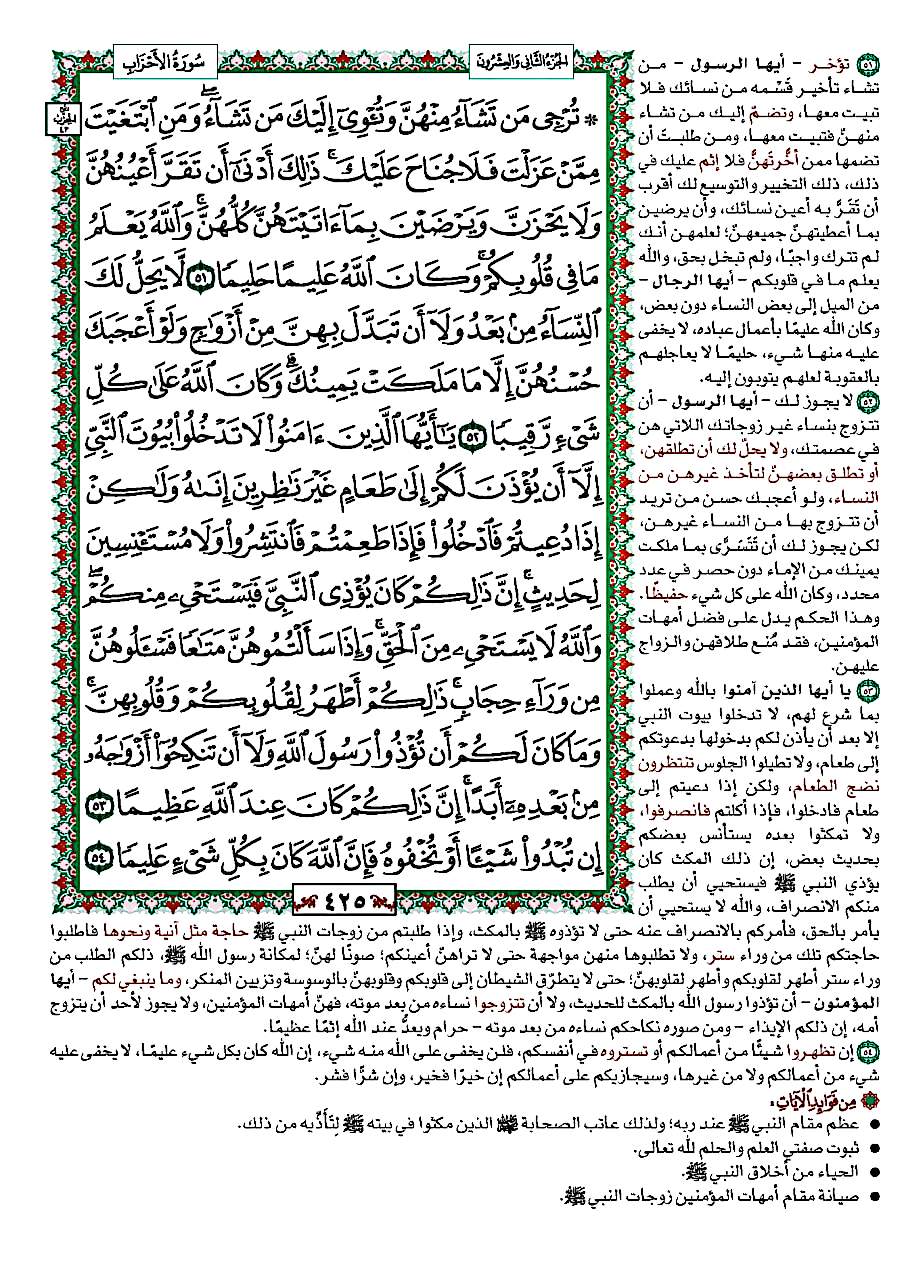 سُورَةُ الأَحْزَابِ
الجُزْءُ الثَّانِي وَالعِشْرُونَ
* تُرْجِي مَن تَشَآءُ مِنْهُنَّ وَتُـْٔوِيٓ إِلَيْكَ مَن تَشَآءُۖ وَمَنِ ٱبْتَغَيْتَ
مِمَّنْ عَزَلْتَ فَلَا جُنَاحَ عَلَيْكَۚ ذَٰلِكَ أَدْنَىٰٓ أَن تَقَرَّ أَعْيُنُهُنَّ
وَلَا يَحْزَنَّ وَيَرْضَيْنَ بِمَآ ءَاتَيْتَهُنَّ كُلُّهُنَّۚ وَٱللَّهُ يَعْلَمُ
مَا فِي قُلُوبِكُمْۚ وَكَانَ ٱللَّهُ عَلِيمًا حَلِيمًا ٥١ لَّا يَحِلُّ لَكَ
ٱلنِّسَآءُ مِنۢ بَعْدُ وَلَآ أَن تَبَدَّلَ بِهِنَّ مِنْ أَزْوَٰجٍ وَلَوْ أَعْجَبَكَ
حُسْنُهُنَّ إِلَّا مَا مَلَكَتْ يَمِينُكَۗ وَكَانَ ٱللَّهُ عَلَىٰ كُلِّ
شَيْءٍ رَّقِيبًا ٥٢ يَٰٓأَيُّهَا ٱلَّذِينَ ءَامَنُوا۟ لَا تَدْخُلُوا۟ بُيُوتَ ٱلنَّبِيِّ
إِلَّآ أَن يُؤْذَنَ لَكُمْ إِلَىٰ طَعَامٍ غَيْرَ نَٰظِرِينَ إِنَىٰهُ وَلَٰكِنْ
إِذَا دُعِيتُمْ فَٱدْخُلُوا۟ فَإِذَا طَعِمْتُمْ فَٱنتَشِرُوا۟ وَلَا مُسْتَـْٔنِسِينَ
لِحَدِيثٍۚ إِنَّ ذَٰلِكُمْ كَانَ يُؤْذِي ٱلنَّبِيَّ فَيَسْتَحْيِۦ مِنكُمْۖ
وَٱللَّهُ لَا يَسْتَحْيِۦ مِنَ ٱلْحَقِّۚ وَإِذَا سَأَلْتُمُوهُنَّ مَتَٰعًا فَسْـَٔلُوهُنَّ
مِن وَرَآءِ حِجَابٍۚ ذَٰلِكُمْ أَطْهَرُ لِقُلُوبِكُمْ وَقُلُوبِهِنَّۚ
وَمَا كَانَ لَكُمْ أَن تُؤْذُوا۟ رَسُولَ ٱللَّهِ وَلَآ أَن تَنكِحُوٓا۟ أَزْوَٰجَهُۥ
مِنۢ بَعْدِهِۦٓ أَبَدًاۚ إِنَّ ذَٰلِكُمْ كَانَ عِندَ ٱللَّهِ عَظِيمًا ٥٣
إِن تُبْدُوا۟ شَيْـًٔا أَوْ تُخْفُوهُ فَإِنَّ ٱللَّهَ كَانَ بِكُلِّ شَيْءٍ عَلِيمًا ٥٤
٤٢٥
٥١ تؤخر – أيها الرسول – من
تشاء تأخير قَسْمه من نسائك فلا
تبيت معها، وتضمّ إليك من تشاء
منهنّ فتبيت معها، ومن طلبتَ أن
تضمها ممن أخَّرتهنَّ فلا إثم عليك في
ذلك، ذلك التخيير والتوسيع لك أقرب
أن تَقَرَّ به أعين نسائك، وأن يرضين
بما أعطيتهنّ جميعهنّ؛ لعلمهن أنك
لم تترك واجبًا، ولم تبخل بحق، والله
يعلم ما في قلوبكم – أيها الرجال –
من الميل إلى بعض النساء دون بعض،
وكان الله عليمًا بأعمال عباده، لا يخفى
عليه منها شيء، حليمًا لا يعاجلهم
بالعقوبة لعلهم يتوبون إليه.
٥٢ لا يجوز لك – أيها الرسول – أن
تتزوج بنساء غير زوجاتك اللاتي هن
في عصمتك، ولا يحلّ لك أن تطلقهن،
أو تطلق بعضهنّ لتأخذ غيرهن من
النساء، ولو أعجبك حسن من تريد
أن تتزوج بها من النساء غيرهن،
لكن يجوز لك أن تَتَسَرَّى بما ملكت
يمينك من الإماء دون حصر في عدد
محدد، وكان الله على كل شيء حفيظًا.
وهذا الحكم يدل على فضل أمهات
المؤمنين، فقد مُنع طلاقهن والزواج
عليهن.
٥٣ يا أيها الذين آمنوا بالله وعملوا
بما شرع لهم، لا تدخلوا بيوت النبي
إلا بعد أن يأذن لكم بدخولها بدعوتكم
إلى طعام، ولا تطيلوا الجلوس تنتظرون
نضج الطعام، ولكن إذا دعيتم إلى
طعام فادخلوا، فإذا أكلتم فانصرفوا،
ولا تمكثوا بعده يستأنس بعضكم
بحديث بعض، إن ذلك المكث كان
يؤذي النبي ﷺ فيستحيي أن يطلب
منكم الانصراف، والله لا يستحيي أن
يأمر بالحق، فأمركم بالانصراف عنه حتى لا تؤذوه ﷺ بالمكث، وإذا طلبتم من زوجات النبي ﷺ حاجة مثل آنية ونحوها فاطلبوا
حاجتكم تلك من وراء ستر، ولا تطلبوها منهن مواجهة حتى لا تراهنّ أعينكم؛ صونًا لهنّ؛ لمكانة رسول الله ﷺ، ذلكم الطلب من
وراء ستر أطهر لقلوبكم وأطهر لقلوبهنّ؛ حتى لا يتطرّق الشيطان إلى قلوبكم وقلوبهنّ بالوسوسة وتزيين المنكر، وما ينبغي لكم – أيها
المؤمنون – أن تؤذوا رسول الله بالمكث للحديث، ولا أن تتزوجوا نساءه من بعد موته، فهنّ أمهات المؤمنين، ولا يجوز لأحد أن يتزوج
أمه، إن ذلكم الإيذاء – ومن صوره نكاحكم نساءه من بعد موته – حرام ويعدُّ عند الله إثمًا عظيمًا.
٥٤ إن تظهروا شيئًا من أعمالكم أو تستروه في أنفسكم، فلن يخفى على الله منه شيء، إن الله كان بكل شيء عليمًا، لا يخفى عليه
شيء من أعمالكم ولا من غيرها، وسيجازيكم على أعمالكم إن خيرًا فخير، وإن شرًّا فشر.
مِن فَوَائِدِ الآيَاتِ:
● عظم مقام النبي ﷺ عند ربه؛ ولذلك عاتب الصحابة الذين مكثوا في بيته ﷺ لِتَأَذِّيه من ذلك.
● ثبوت صفتي العلم والحلم لله تعالى.
● الحياء من أخلاق النبي ﷺ.
● صيانة مقام أمهات المؤمنين زوجات النبي ﷺ.